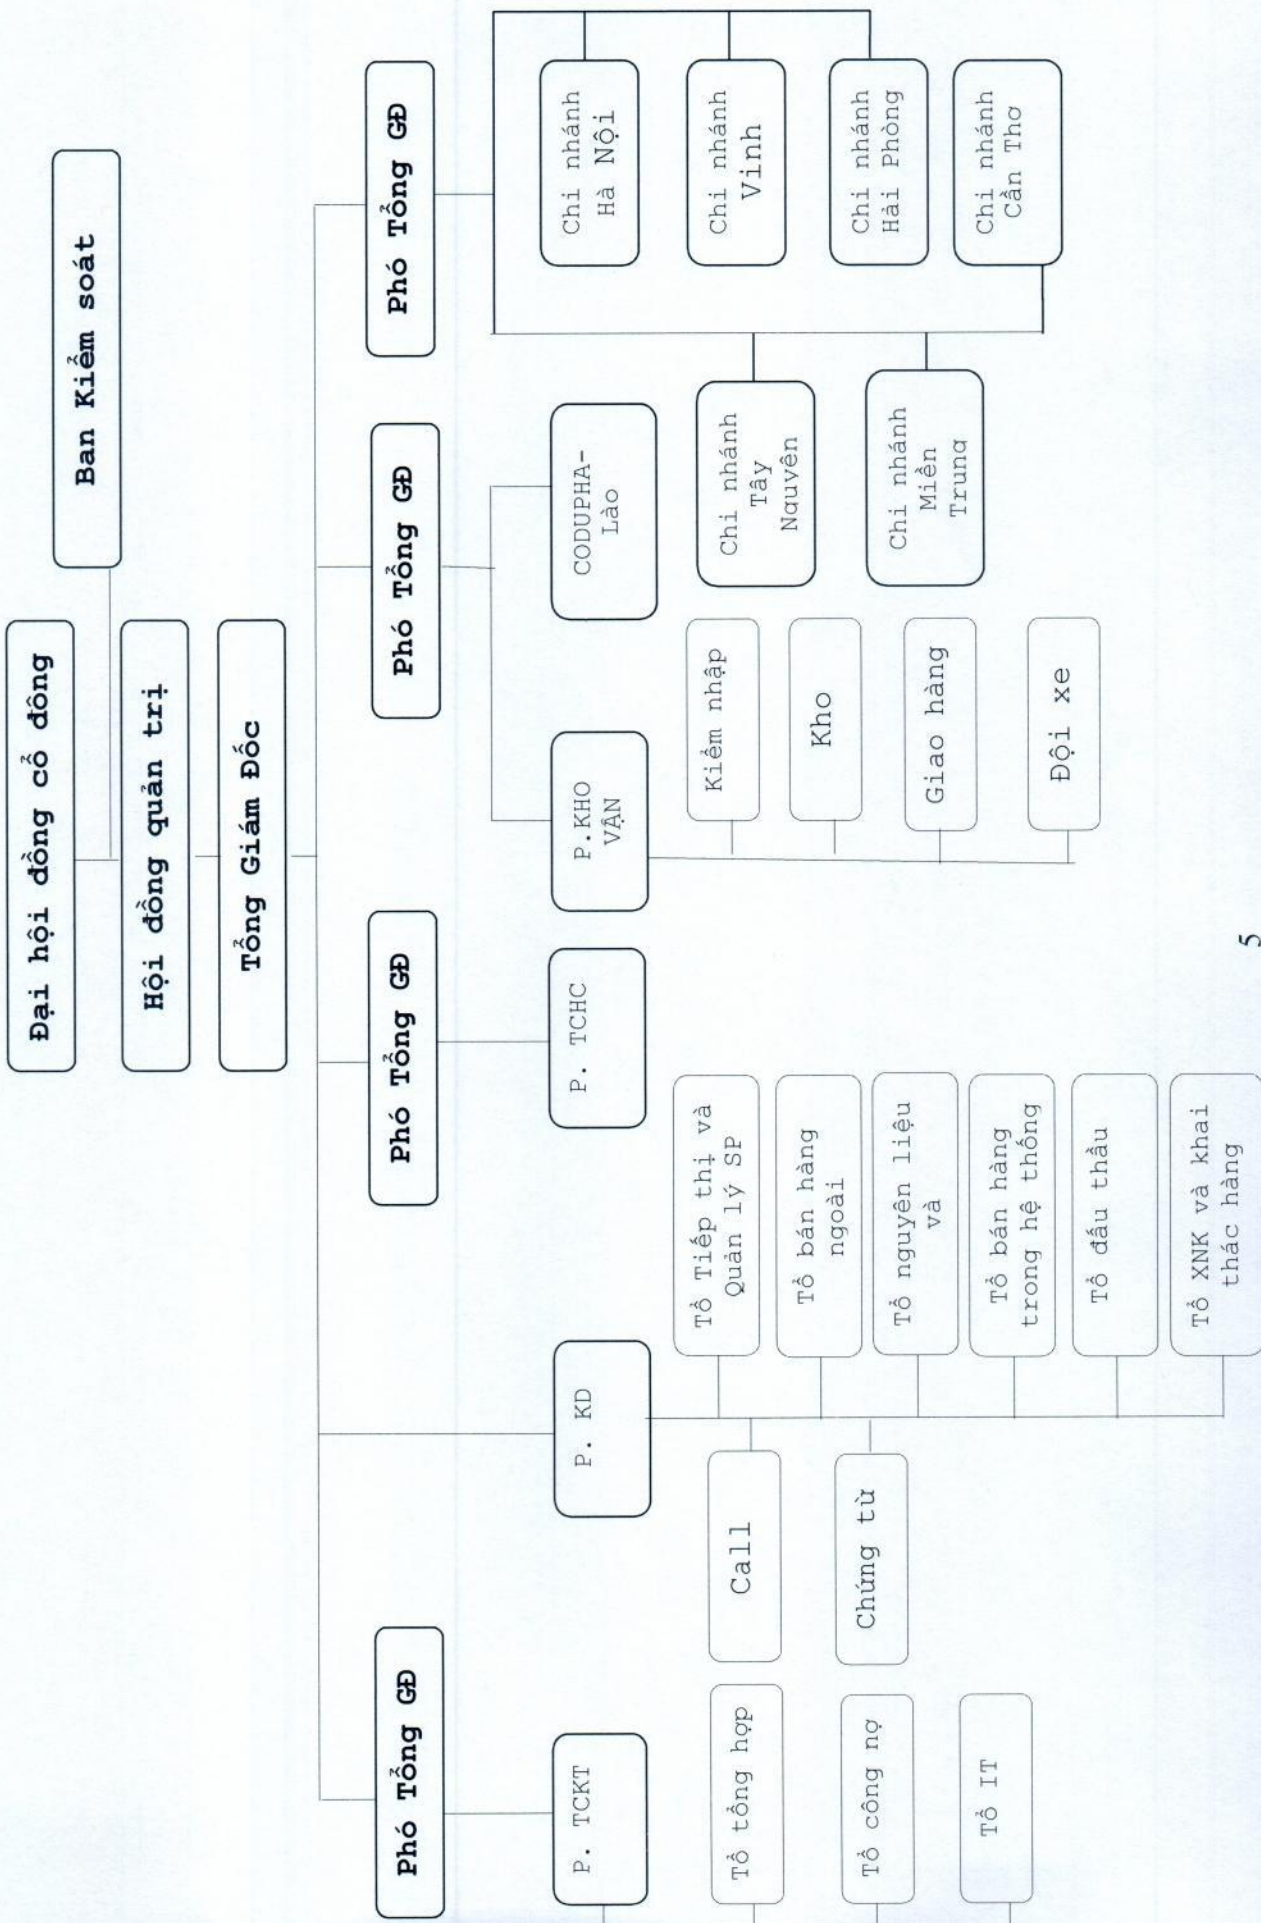 Đại hội đồng cổ đông
Ban Kiểm soát
Hội đồng quản trị
Tổng Giám Đốc
Phó Tổng GĐ
Phó Tổng GĐ
Phó Tổng GĐ
Phó Tổng GĐ
P. TCKT
P. KD
P. TCHC
P.KHO
VẬN
CODUPHA-
Lào
Tổ tổng hợp
Tổ công nợ
Tổ IT
Call
Chứng từ
Tổ Tiếp thị và
Quản lý SP
Tổ bán hàng
ngoài
Tổ nguyên liệu
và
Tổ bán hàng
trong hệ thống
Tổ đấu thầu
Tổ XNK và khai
thác hàng
Kiểm nhập
Kho
Giao hàng
Đội xe
Chi nhánh
Tây
Nguyên
Chi nhánh
Miền
Trung
Chi nhánh
Hà Nội
Chi nhánh
Vinh
Chi nhánh
Hải Phòng
Chi nhánh
Cần Thơ
5